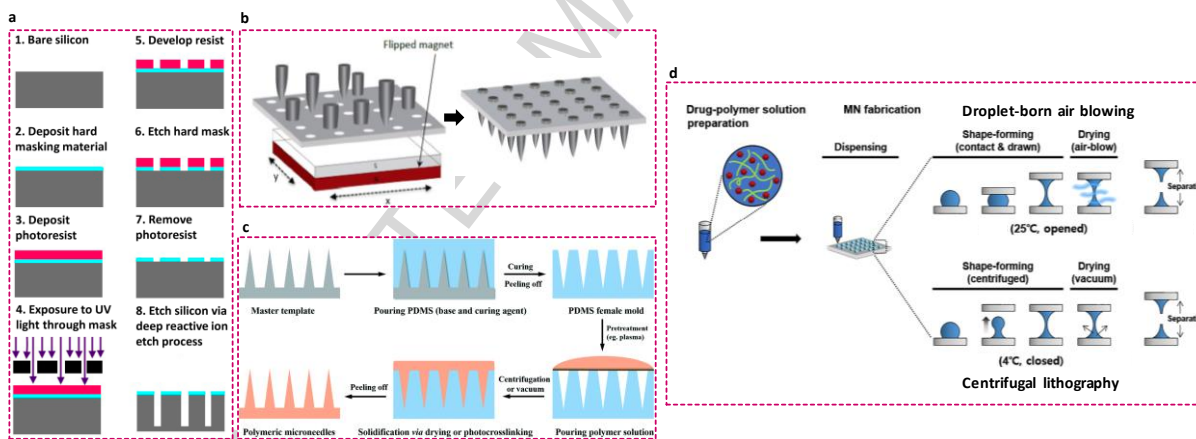 a
1. Bare silicon
2. Deposit hard
masking material
3. Deposit
photoresist
4. Exposure to UV
light through mask
5. Develop resist
6. Etch hard mask
7. Remove
photoresist
8. Etch silicon via
deep reactive ion
etch process
b
Flipped magnet
y
x
c
Master template
Pouring PDMS (base and curing agent)
Curing
Peeling off
PDMS female mold
Pretreatment
(eg. plasma)
Pouring polymer solution
Centrifugation
or vacuum
Solidification via drying or photocrosslinking
Peeling off
Polymeric microneedles
d
Drug-polymer solution
preparation
MN fabrication
Dispensing
Droplet-born air blowing
Shape-forming
(contact & drawn)
Drying
(air-blow)
Separat
(25℃, opened)
Shape-forming
(centrifuged)
Drying
(vacuum)
Separat
(4℃, closed)
Centrifugal lithography